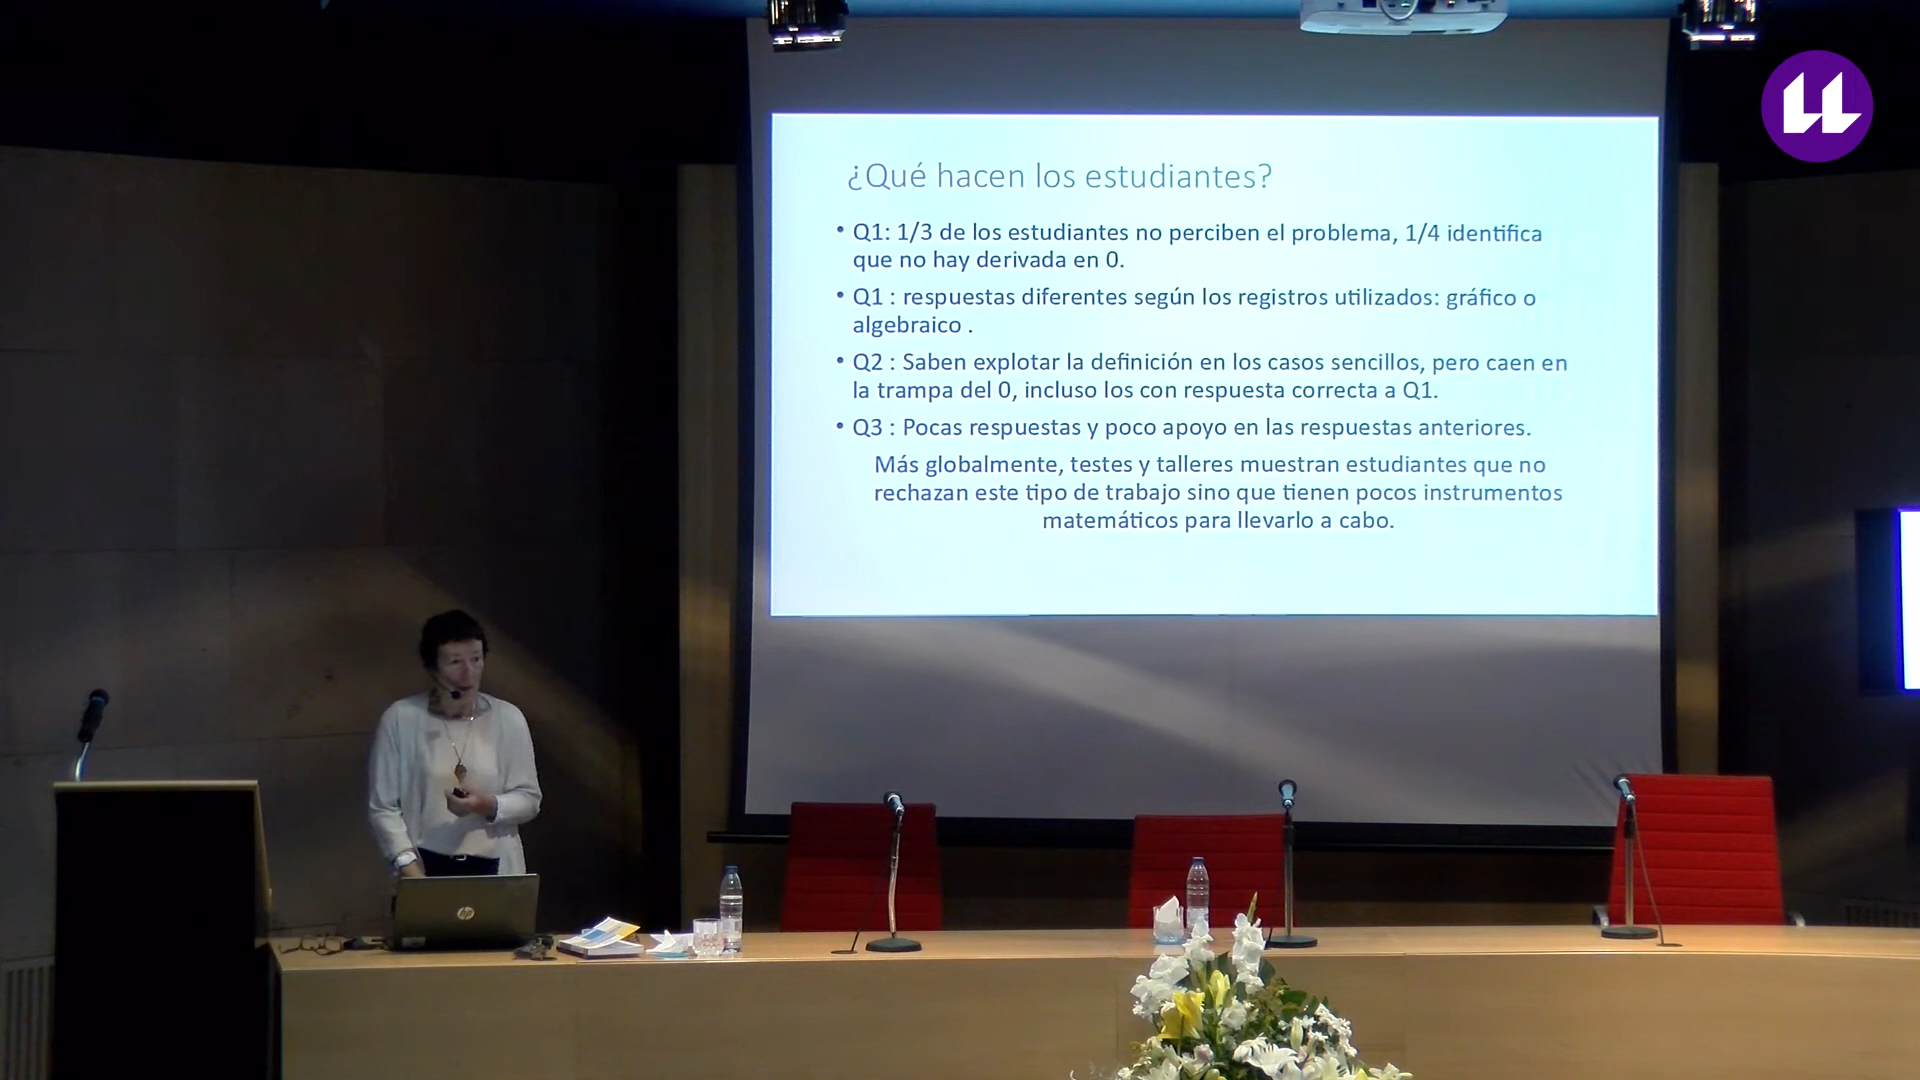 ¿Qué hacen los estudiantes?
• Q1: 1/3 de los estudiantes no perciben el problema, 1/4 identifica
que no hay derivada en 0.
• Q1 : respuestas diferentes según los registros utilizados: gráfico o
algebraico .
• Q2 : Saben explotar la definición en los casos sencillos, pero caen en
la trampa del 0, incluso los con respuesta correcta a Q1.
• Q3 : Pocas respuestas y poco apoyo en las respuestas anteriores.
Más globalmente, testes y talleres muestran estudiantes que no
rechazan este tipo de trabajo sino que tienen pocos instrumentos
matemáticos para llevarlo a cabo.
hp